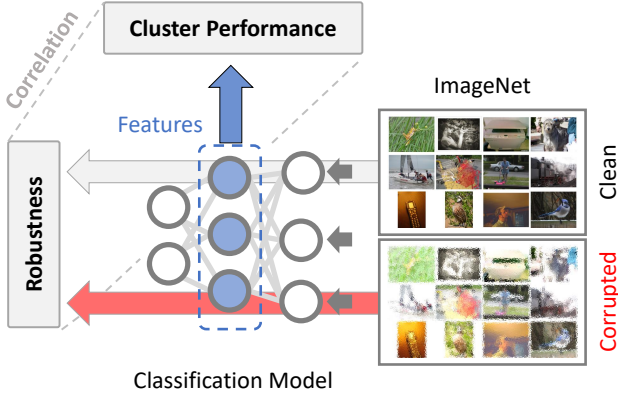 Cluster Performance
Correlation
ImageNet
Features
Clean
Robustness
Corrupted
Classification Model